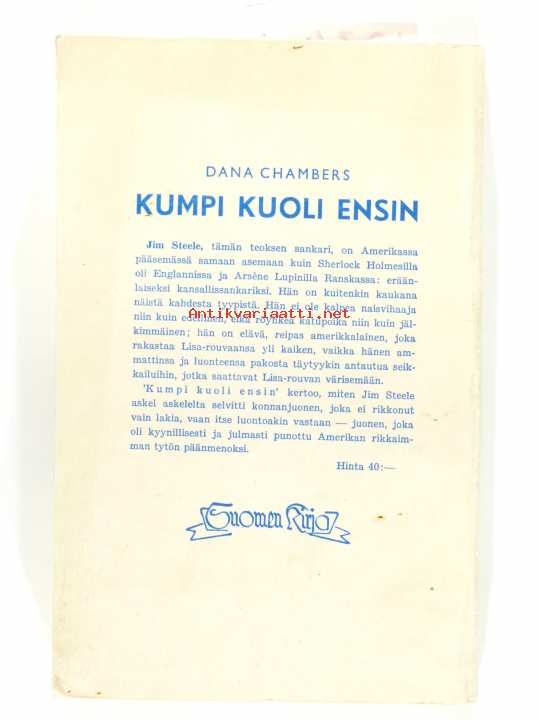 DANA CHAMBERS
KUMPI KUOLI ENSIN
Jim Steele, tämän teoksen sankari, on Amerikassa
pääsemässä samaan asemaan kuin Sherlock Holmesilla
oli Englannissa ja Arsène Lupinilla Ranskassa: erään-
laiseksi kansallissankariksi. Hän on kuitenkin kaukana
näistä kahdesta tyypistä. Hän ei ole kalpea naisvihaaja
Antikvariaatti.net
niin kuin edellinen, eikä röyhkeä katupoika niin kuin jäl-
kimmäinen; hän on elävä, reipas amerikkalainen, joka
rakastaa Lisa-rouvaansa yli kaiken, vaikka hänen am-
mattinsa ja luonteensa pakosta täytyykin antautua seik-
kailuihin, jotka saattavat Lisa-rouvan värisemään.
'Kumpi kuoli ensin' kertoo, miten Jim Steele
askel askelelta selvitti konnanjuonen, joka ei rikkonut
vain lakia, vaan itse luontoakin vastaan — juonen, joka
oli kyynillisesti ja julmasti punottu Amerikan rikkaim-
man tytön päänmenoksi.
Hinta 40:—
Suomen Kirja